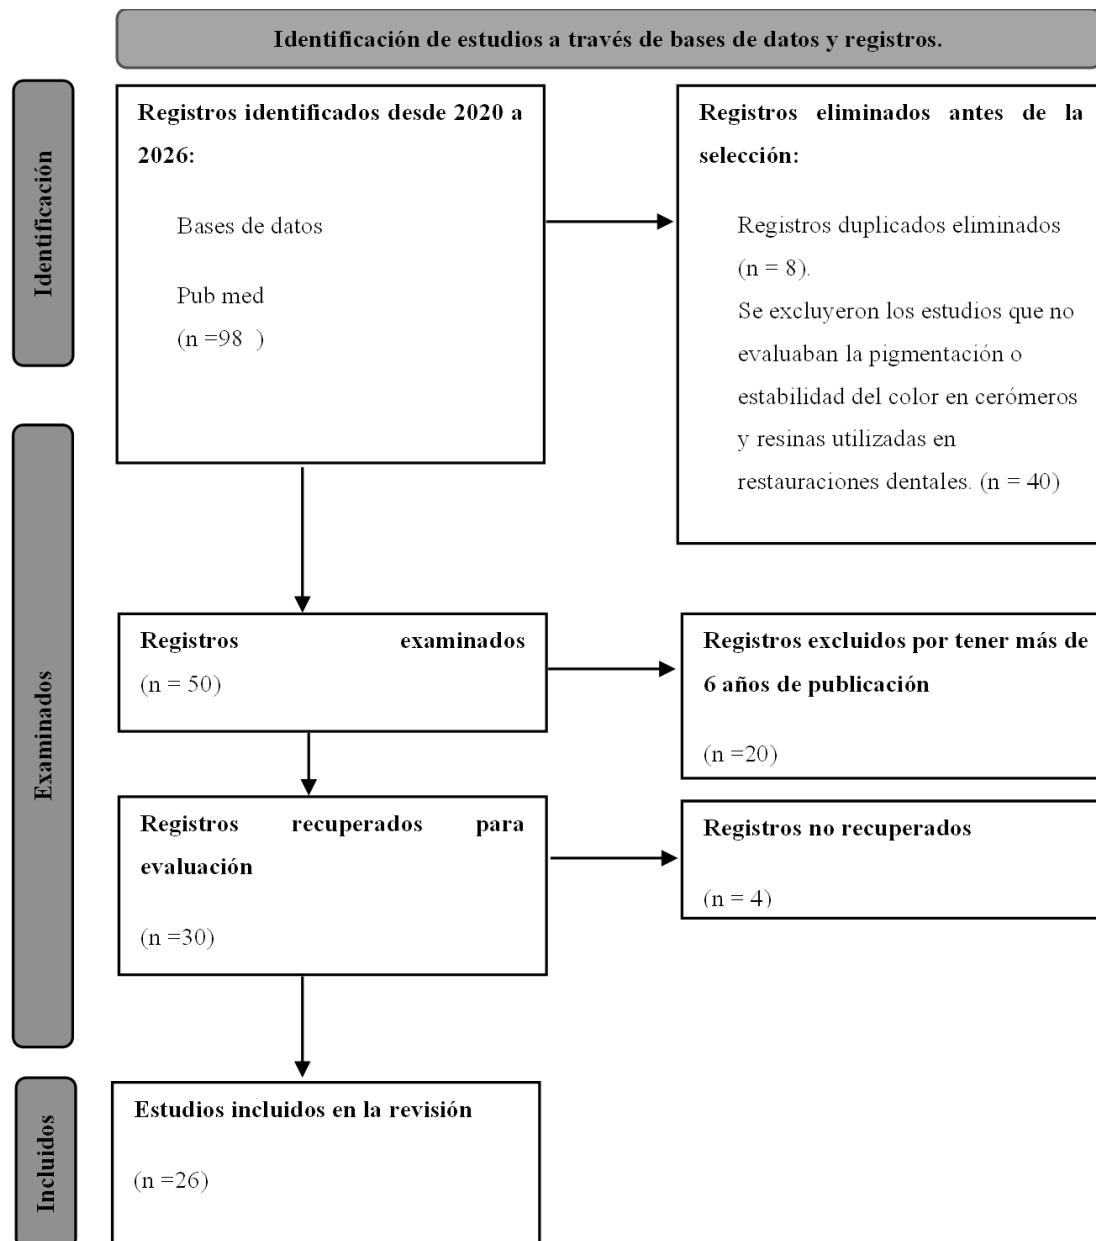 Identificación de estudios a través de bases de datos y registros.
Identificación
Registros identificados desde 2020 a
2026:
Bases de datos
Pub med
(n =98 )
Registros eliminados antes de la
selección:
Registros duplicados eliminados
(n = 8).
Se excluyeron los estudios que no
evaluaban la pigmentación o
estabilidad del color en cerómeros
y resinas utilizadas en
restauraciones dentales. (n = 40)
Examinados
Registros examinados
(n = 50)
Registros excluidos por tener más de
6 años de publicación
(n =20)
Registros recuperados para
evaluación
(n =30)
Registros no recuperados
(n = 4)
Incluidos
Estudios incluidos en la revisión
(n =26)